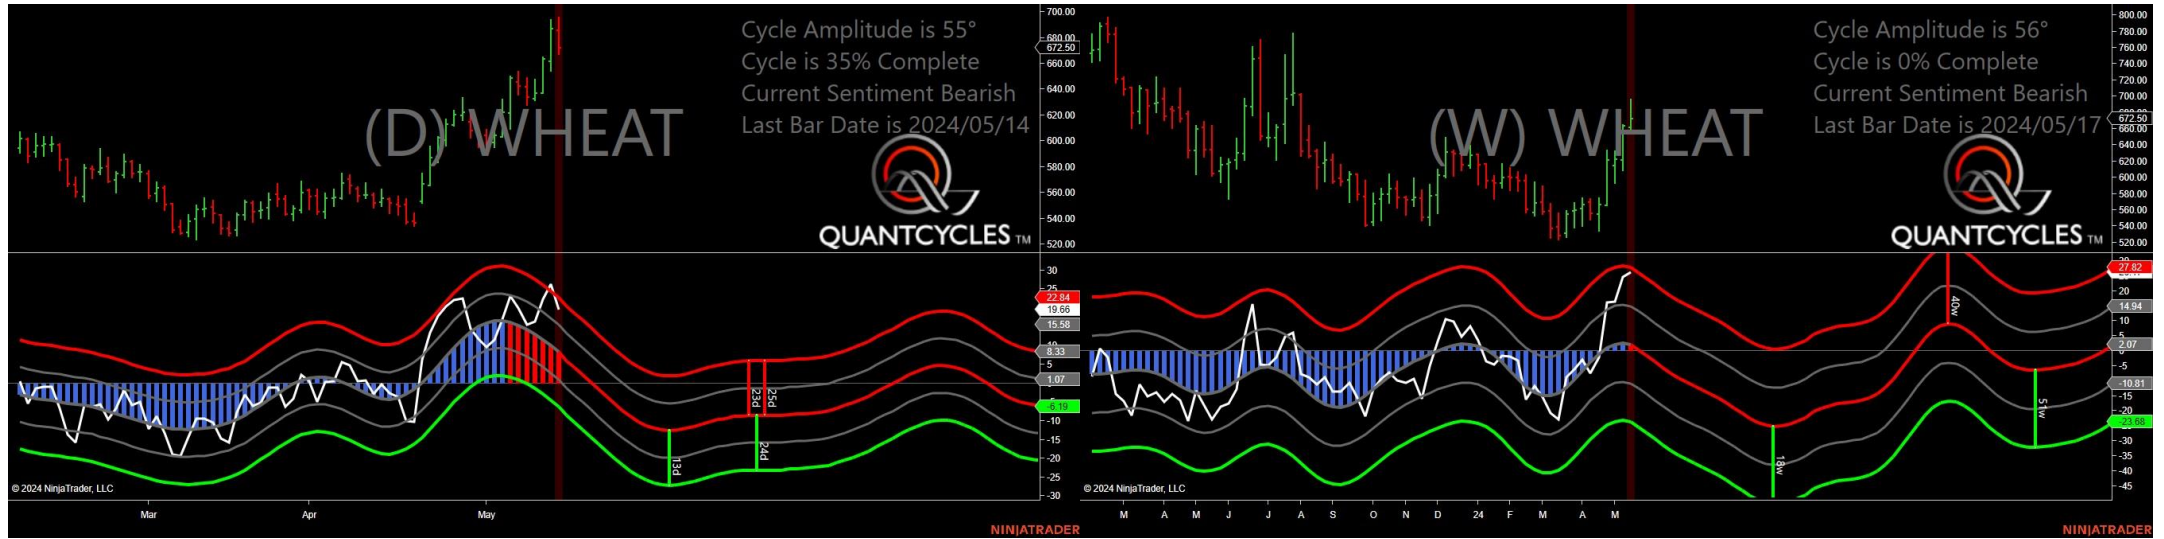 Cycle Amplitude is 55°
Cycle is 35% Complete
Current Sentiment Bearish
Last Bar Date is 2024/05/14
(D) WHEAT
QUANTCYCLES TM
700.00
680.00
672.50
660.00
640.00
620.00
600.00
580.00
560.00
540.00
520.00
30
25
22.84
19.66
15.58
8.33
5
1.07
-6.19
-10
-15
-20
-25
-30
13d
23d
25d
24d
© 2024 NinjaTrader, LLC
Mar
Apr
May
NINJATRADER
Cycle Amplitude is 56°
Cycle is 0% Complete
Current Sentiment Bearish
Last Bar Date is 2024/05/17
(W) WHEAT
QUANTCYCLES TM
800.00
780.00
760.00
740.00
720.00
700.00
672.50
660.00
640.00
620.00
600.00
580.00
560.00
540.00
520.00
27.82
20
14.94
10
5
2.07
-5
-10.81
-15
-20
-23.68
-30
-35
-40
-45
18w
40w
51w
© 2024 NinjaTrader, LLC
M A M J J A S O N D 24 F M A M
NINJATRADER